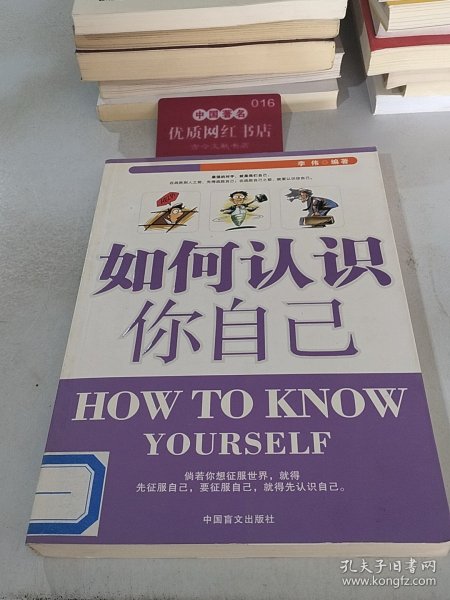 016
中国著名
优质网红书店
李伟 编著
如何认识
你自己
HOW TO KNOW
YOURSELF
倘若你想征服世界，就得
先征服自己，要征服自己，就得先认识自己。
中国盲文出版社
孔夫子旧书网
www.kongfz.com